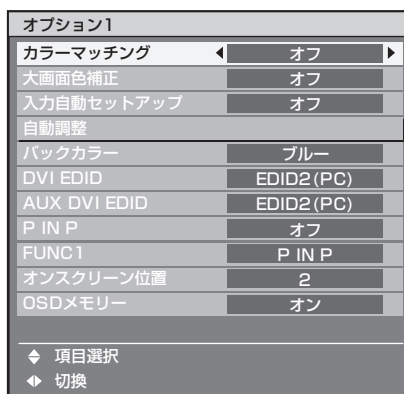 オプション1
カラーマッチング オフ
大画面色補正 オフ
入力自動セットアップ オフ
自動調整
バックカラー ブルー
DVI EDID EDID2(PC)
AUX DVI EDID EDID2(PC)
P IN P オフ
FUNC1 P IN P
オンスクリーン位置 2
OSDメモリー オン
項目選択
切換